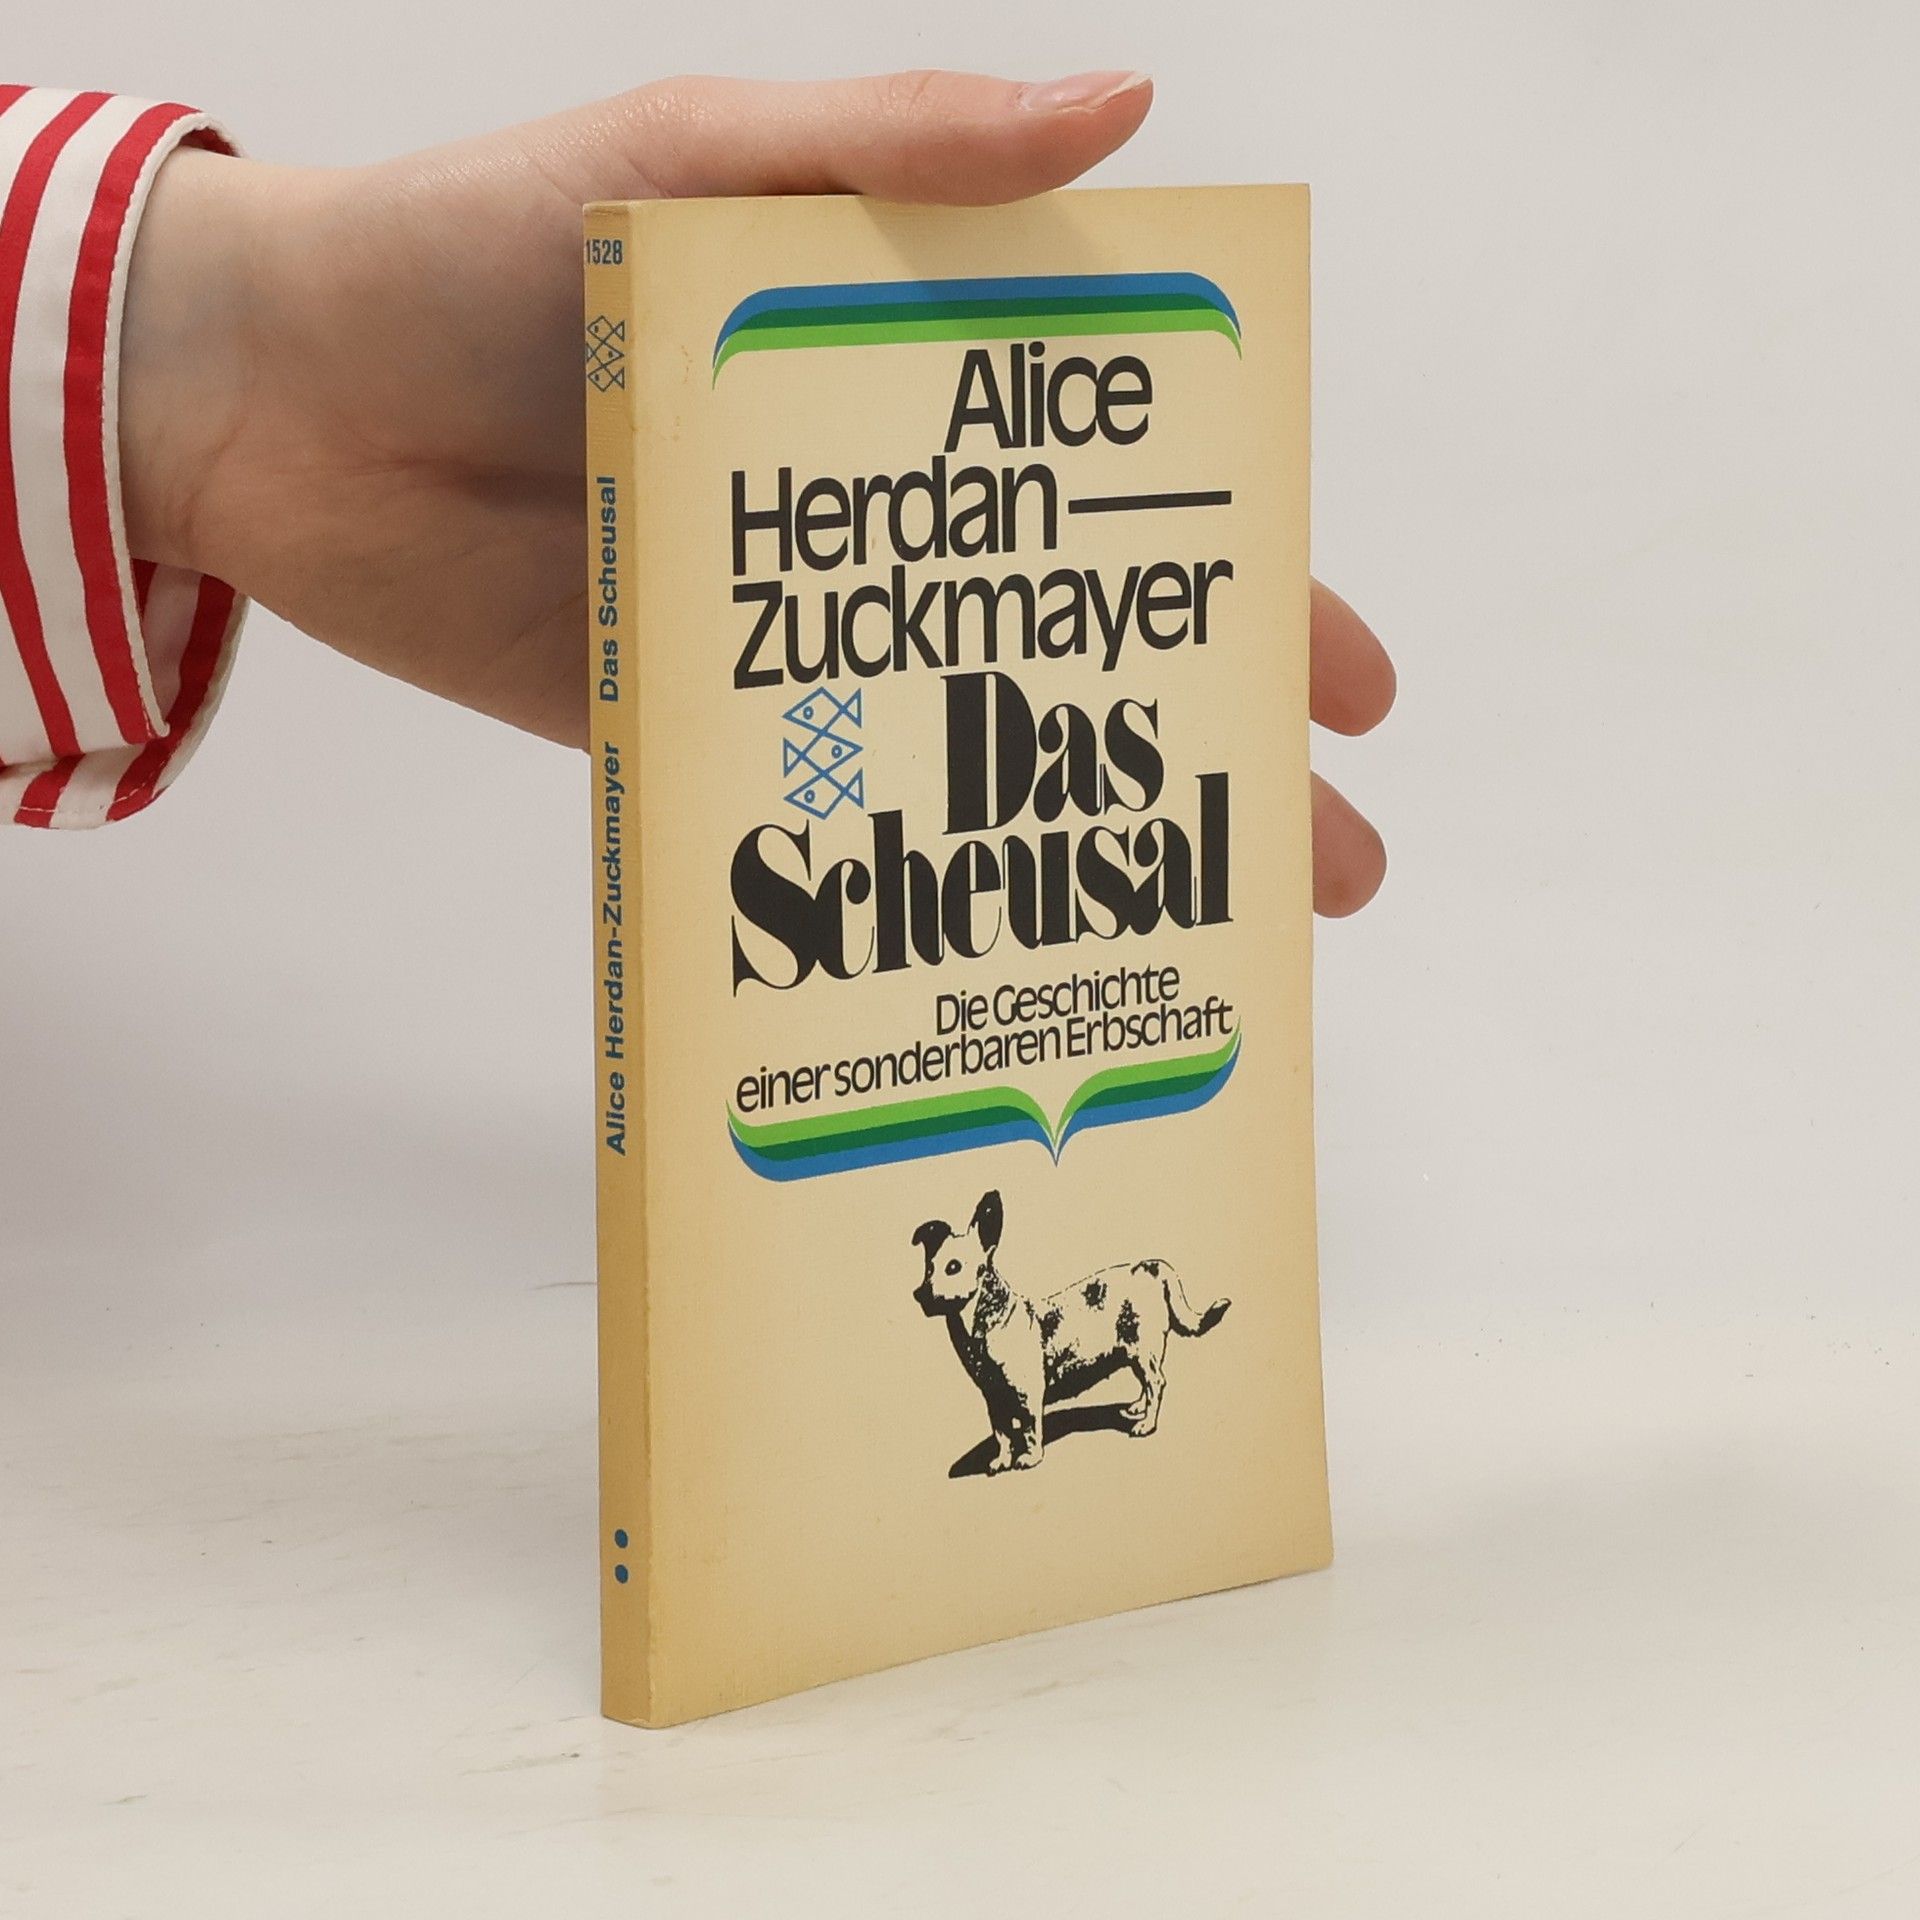 1528
Das Scheusal
Alice Herdan-Zuckmayer
Alice
Herdan—
Zuckmayer
Das
Scheusal
Die Geschichte
einer sonderbaren Erbschaft